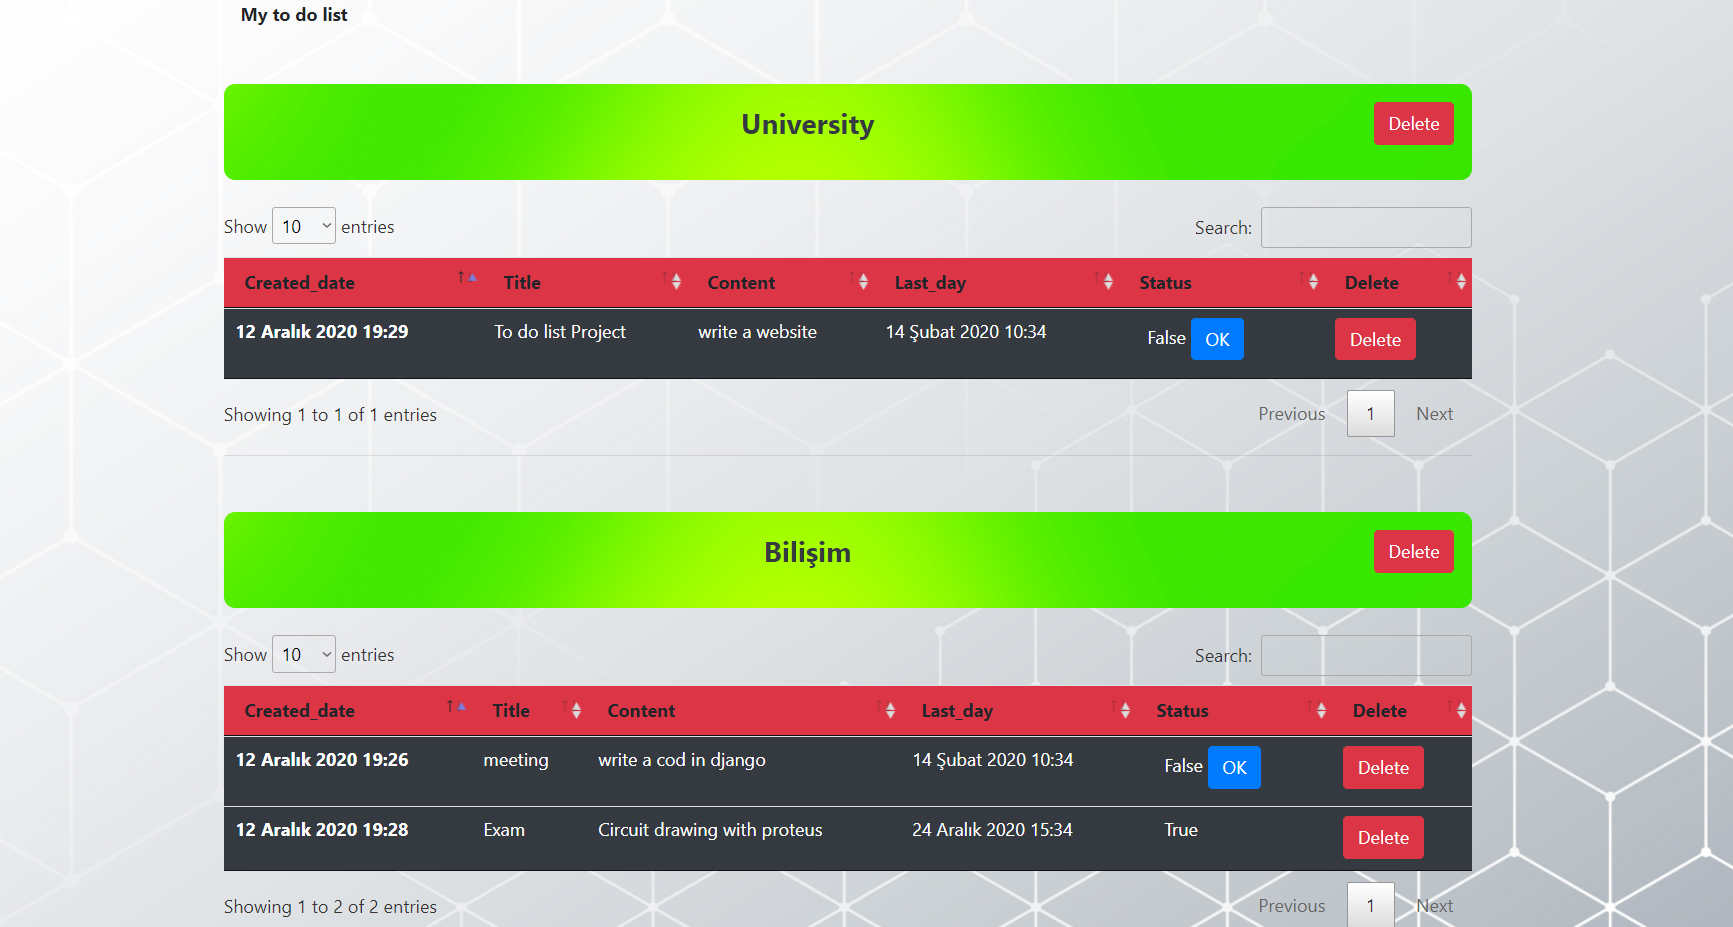 My to do list
University Delete
Show 10 entries Search:
Created_date Title Content Last_day Status Delete
12 Aralık 2020 19:29 To do list Project write a website 14 Şubat 2020 10:34 False OK Delete
Showing 1 to 1 of 1 entries Previous 1 Next
Bilişim Delete
Show 10 entries Search:
Created_date Title Content Last_day Status Delete
12 Aralık 2020 19:26 meeting write a cod in django 14 Şubat 2020 10:34 False OK Delete
12 Aralık 2020 19:28 Exam Circuit drawing with proteus 24 Aralık 2020 15:34 True Delete
Showing 1 to 2 of 2 entries Previous 1 Next